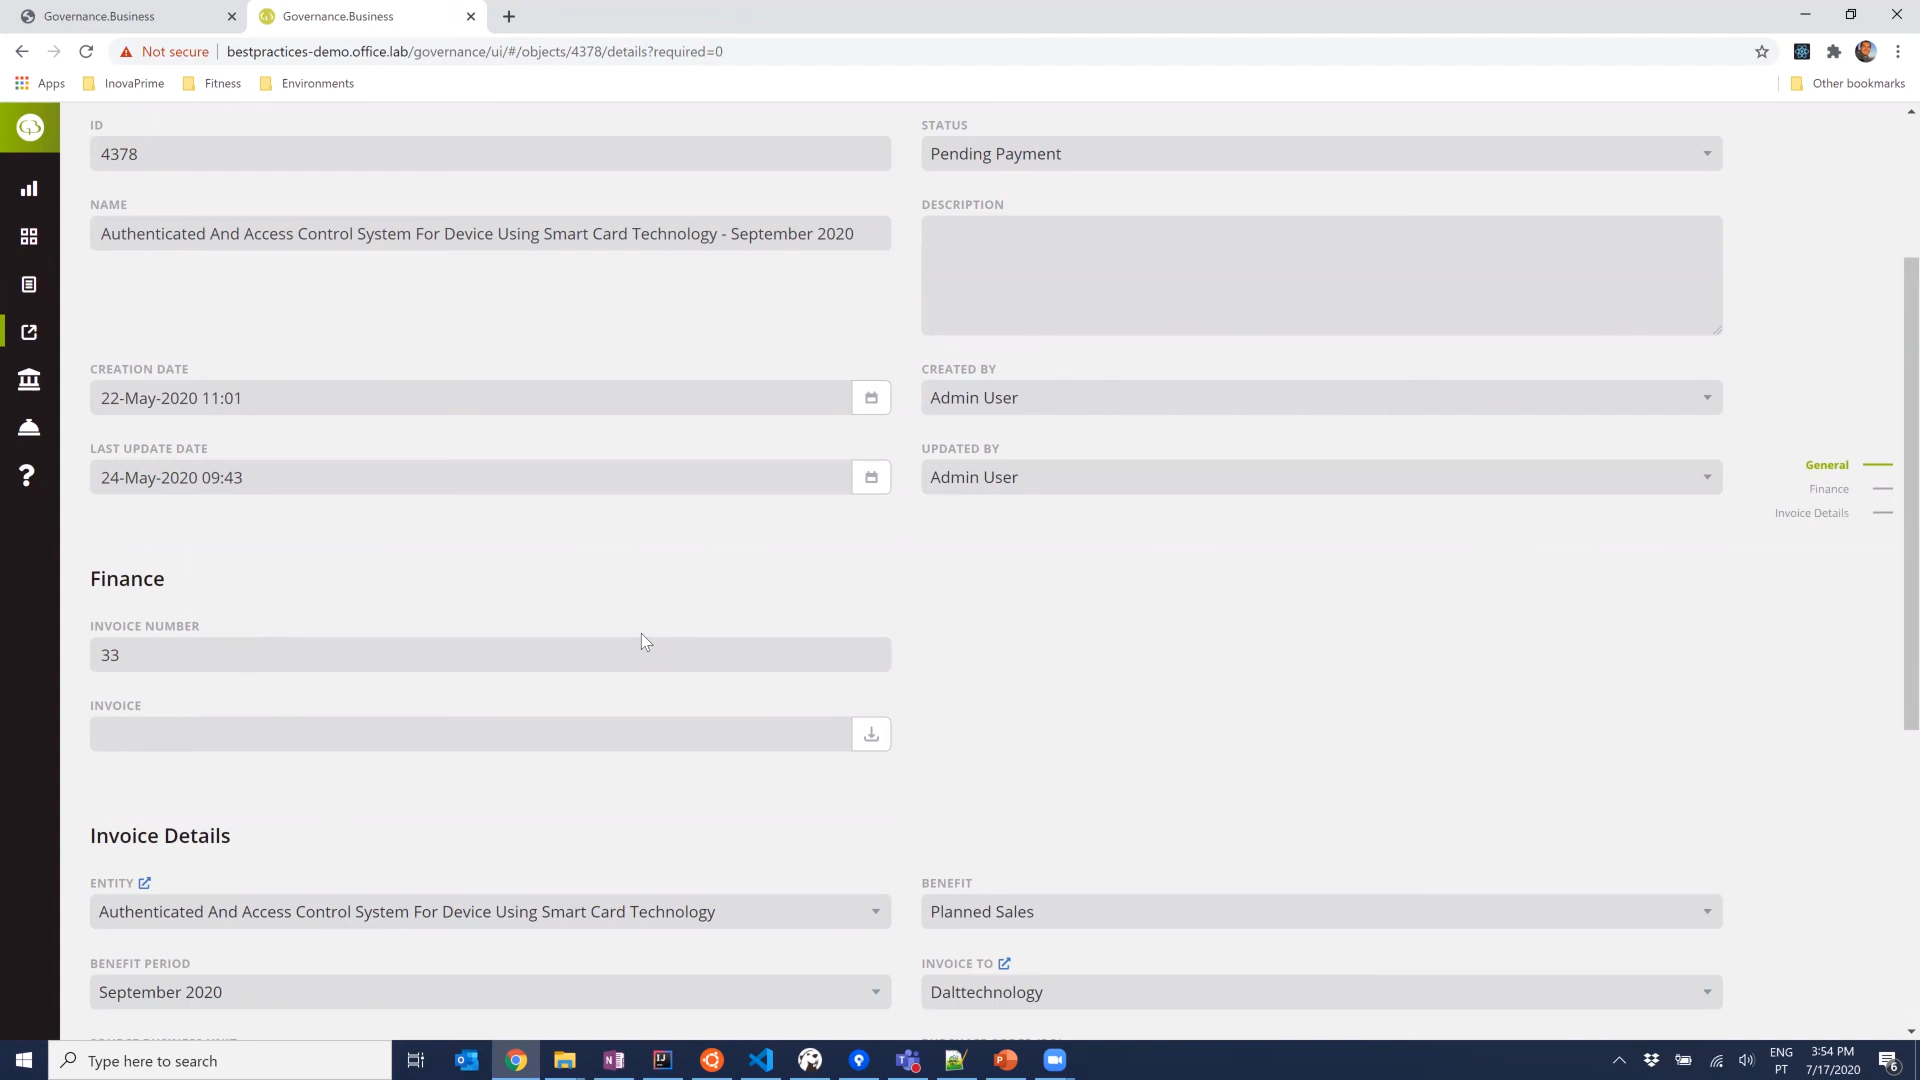 Governance.Business
Governance.Business
Not secure
bestpractices-demo.office.lab/governance/ui/#/objects/4378/details?required=0
Apps
InovaPrime
Fitness
Environments
Other bookmarks
ID
STATUS
4378
Pending Payment
NAME
DESCRIPTION
Authenticated And Access Control System For Device Using Smart Card Technology - September 2020
CREATION DATE
CREATED BY
22-May-2020 11:01
Admin User
LAST UPDATE DATE
UPDATED BY
24-May-2020 09:43
Admin User
General
Finance
Invoice Details
Finance
INVOICE NUMBER
33
INVOICE
Invoice Details
ENTITY
BENEFIT
Authenticated And Access Control System For Device Using Smart Card Technology
Planned Sales
BENEFIT PERIOD
INVOICE TO
September 2020
Dalttechnology
Type here to search
ENG
PT
3:54 PM
7/17/2020
6